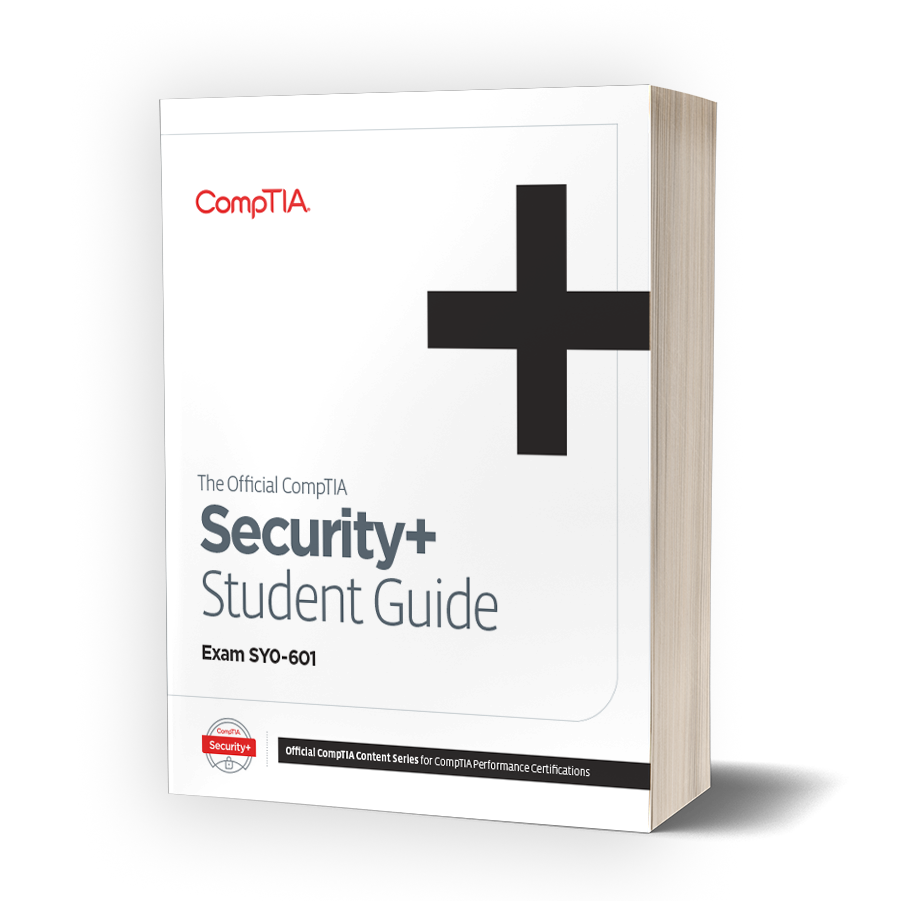 CompTIA.
The Official CompTIA
Security+
Student Guide
Exam SY0-601
CompTIA
Security+
Official CompTIA Content Series for CompTIA Performance Certifications